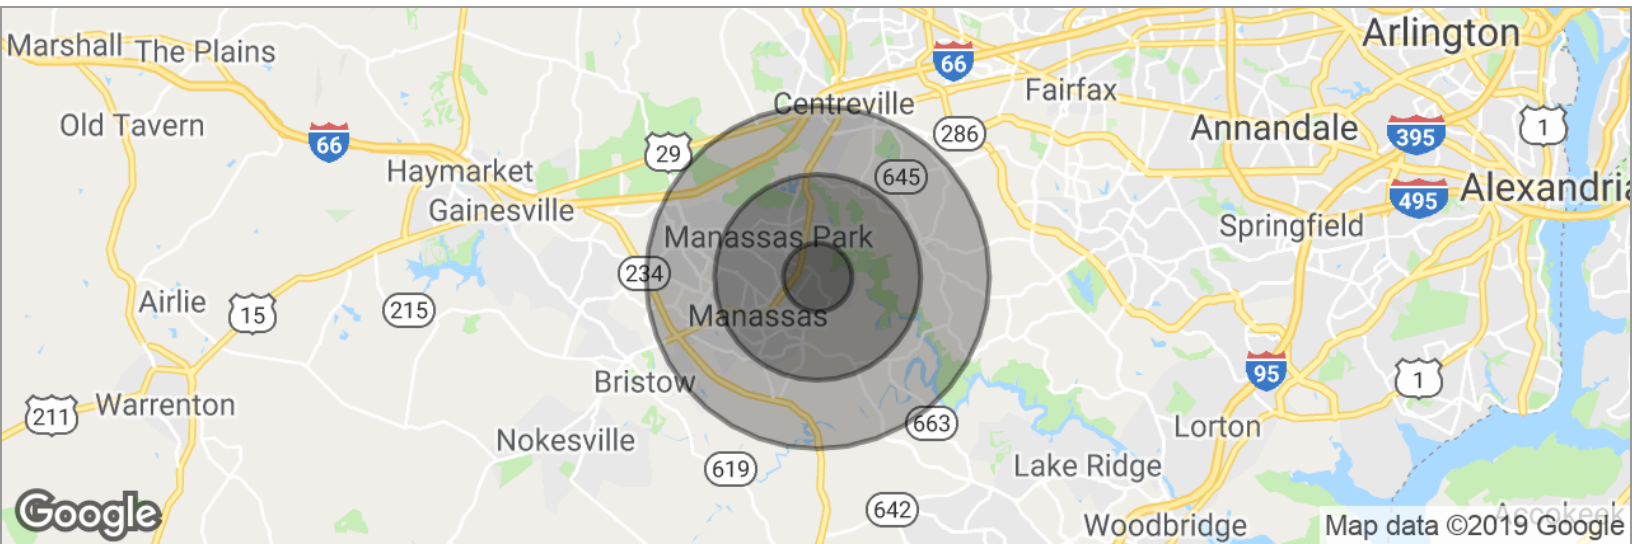 Arlington
Marshall
The Plains
66
Fairfax
Centreville
Old Tavern
66
29
286
Annandale
395
1
Haymarket
645
Gainesville
495
Alexandria
Springfield
Manassas Park
234
Airlie
15
215
Manassas
95
1
Bristow
211
Warrenton
663
Lorton
Nokesville
619
Lake Ridge
642
Google
Woodbridge
Accokeek
Map data ©2019 Google